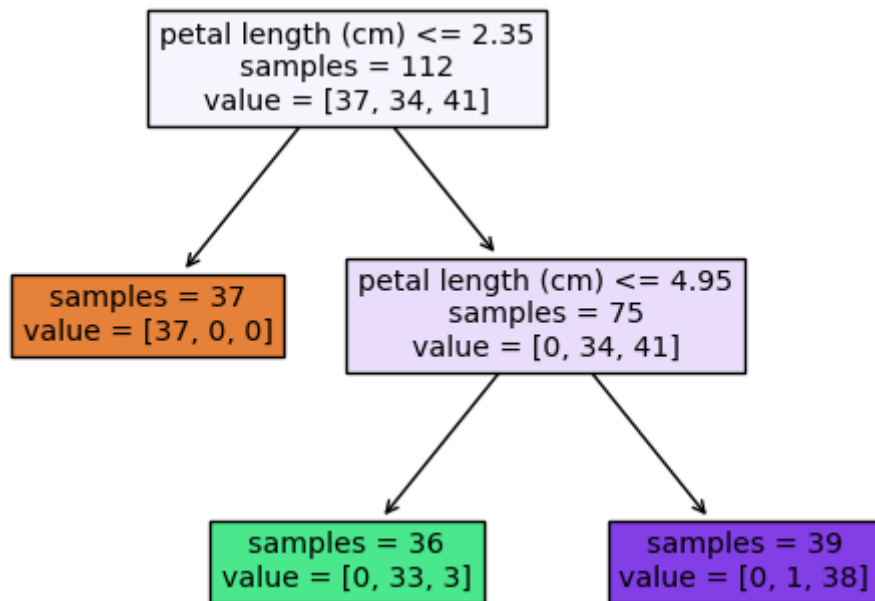 petal length (cm) <= 2.35
samples = 112
value = [37, 34, 41]
samples = 37
value = [37, 0, 0]
petal length (cm) <= 4.95
samples = 75
value = [0, 34, 41]
samples = 36
value = [0, 33, 3]
samples = 39
value = [0, 1, 38]